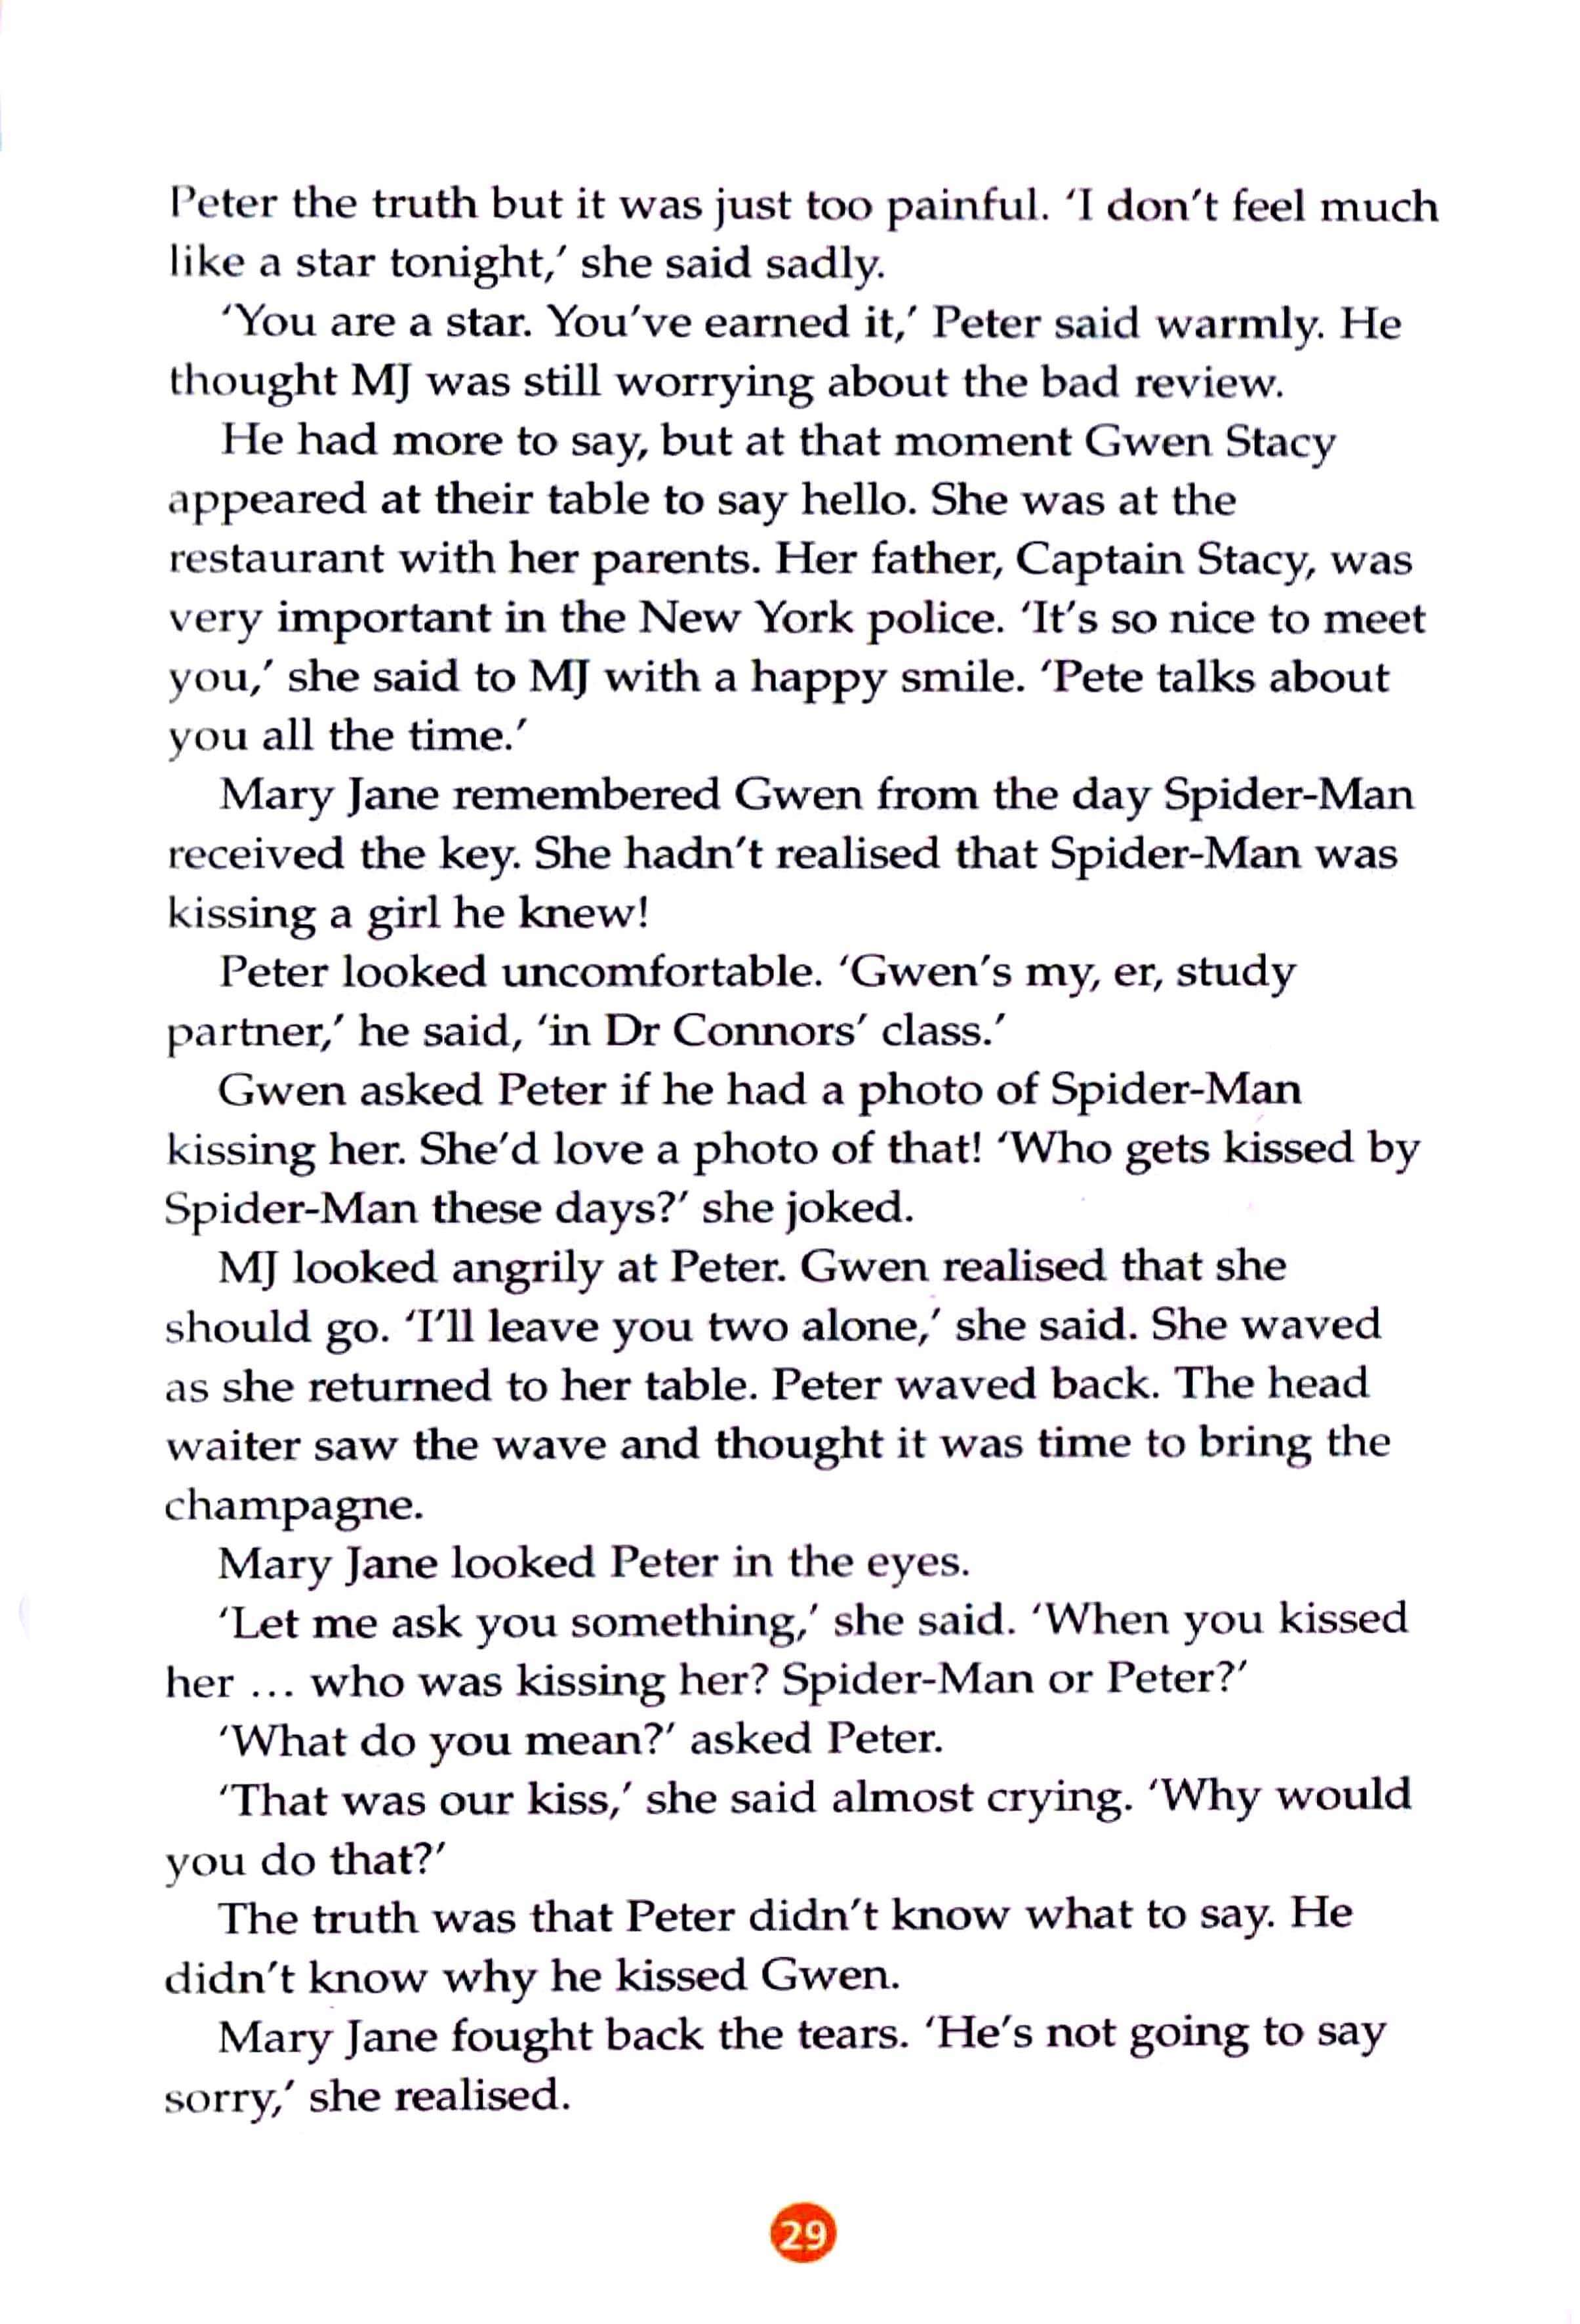 Peter the truth but it was just too painful. ‘I don’t feel much
like a star tonight,’ she said sadly.
‘You are a star. You’ve earned it,’ Peter said warmly. He
thought MJ was still worrying about the bad review.
He had more to say, but at that moment Gwen Stacy
appeared at their table to say hello. She was at the
restaurant with her parents. Her father, Captain Stacy, was
very important in the New York police. ‘It’s so nice to meet
you,’ she said to MJ with a happy smile. ‘Pete talks about
you all the time.’
Mary Jane remembered Gwen from the day Spider-Man
received the key. She hadn’t realised that Spider-Man was
kissing a girl he knew!
Peter looked uncomfortable. ‘Gwen’s my, er, study
partner,’ he said, ‘in Dr Connors’ class.’
Gwen asked Peter if he had a photo of Spider-Man
kissing her. She’d love a photo of that! ‘Who gets kissed by
Spider-Man these days?’ she joked.
MJ looked angrily at Peter. Gwen realised that she
should go. ‘I’ll leave you two alone,’ she said. She waved
as she returned to her table. Peter waved back. The head
waiter saw the wave and thought it was time to bring the
champagne.
Mary Jane looked Peter in the eyes.
‘Let me ask you something,’ she said. ‘When you kissed
her … who was kissing her? Spider-Man or Peter?’
‘What do you mean?’ asked Peter.
‘That was our kiss,’ she said almost crying. ‘Why would
you do that?’
The truth was that Peter didn’t know what to say. He
didn’t know why he kissed Gwen.
Mary Jane fought back the tears. ‘He’s not going to say
sorry,’ she realised.
29